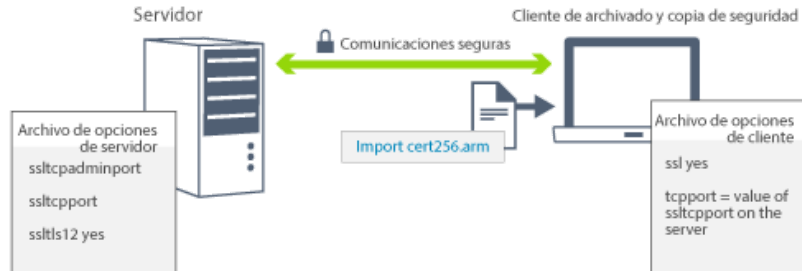 Servidor
Cliente de archivado y copia de seguridad
Comunicaciones seguras
Archivo de opciones
de servidor
ssltcpadminport
ssltcpport
ssltls12 yes
Import cert256.arm
Archivo de opciones
de cliente
ssl yes
tcpport = value of
ssltcpport on the
server